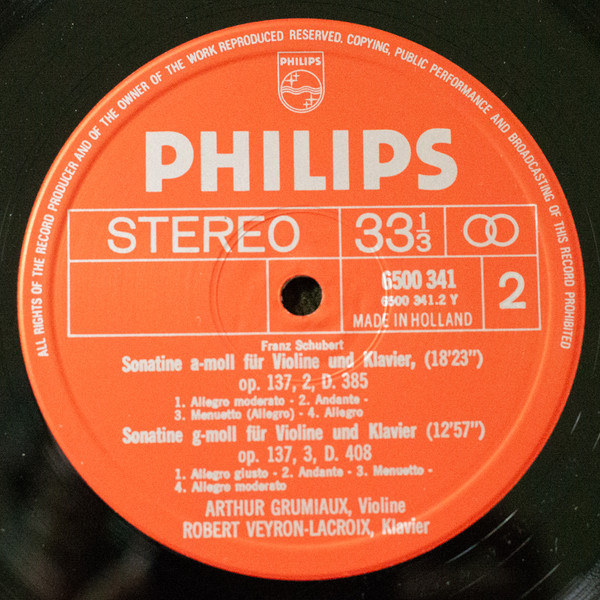 ALL RIGHTS OF THE RECORD PRODUCER AND OF THE OWNER OF THE WORK REPRODUCED RESERVED. COPYING, PUBLIC PERFORMANCE AND BROADCASTING OF THIS RECORD PROHIBITED
PHILIPS
PHILIPS
STEREO 33⅓
6500 341
6500 341.2 Y
2
MADE IN HOLLAND
Franz Schubert
Sonatine a-moll für Violine und Klavier, (18'23")
op. 137, 2, D. 385
1. Allegro moderato - 2. Andante -
3. Menuetto (Allegro) - 4. Allegro
Sonatine g-moll für Violine und Klavier (12'57")
op. 137, 3, D. 408
1. Allegro giusto - 2. Andante - 3. Menuetto -
4. Allegro moderato
ARTHUR GRUMIAUX, Violine
ROBERT VEYRON-LACROIX, Klavier